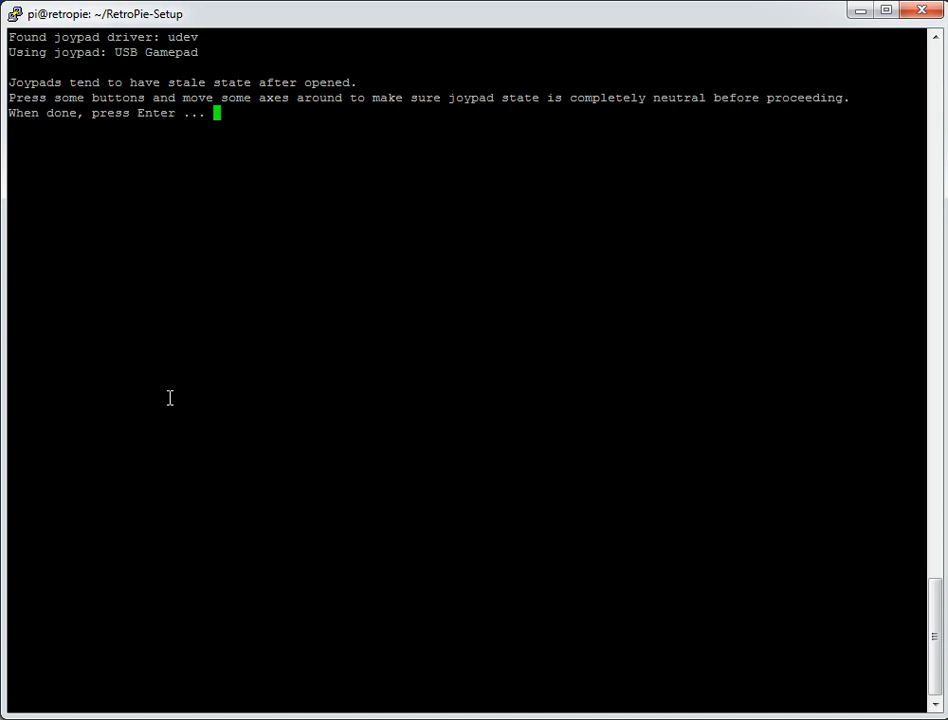 pi@retropie: ~/RetroPie-Setup
Found joypad driver: udev
Using joypad: USB Gamepad
Joypads tend to have stale state after opened.
Press some buttons and move some axes around to make sure joypad state is completely neutral before proceeding.
When done, press Enter ...